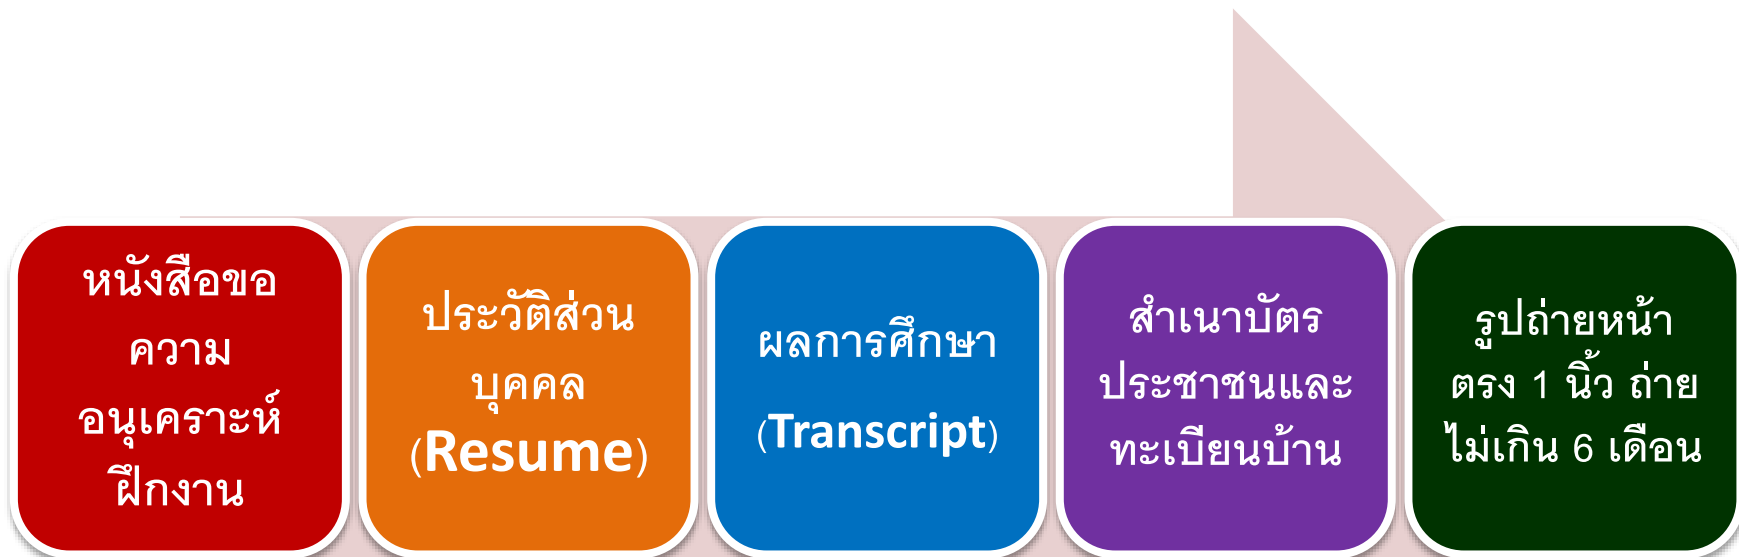 หนังสือขอ
ความ
อนุเคราะห์
ฝึกงาน
ประวัติส่วน
บุคคล
(Resume)
ผลการศึกษา
(Transcript)
สำเนาบัตร
ประชาชนและ
ทะเบียนบ้าน
รูปถ่ายหน้า
ตรง 1 นิ้ว ถ่าย
ไม่เกิน 6 เดือน